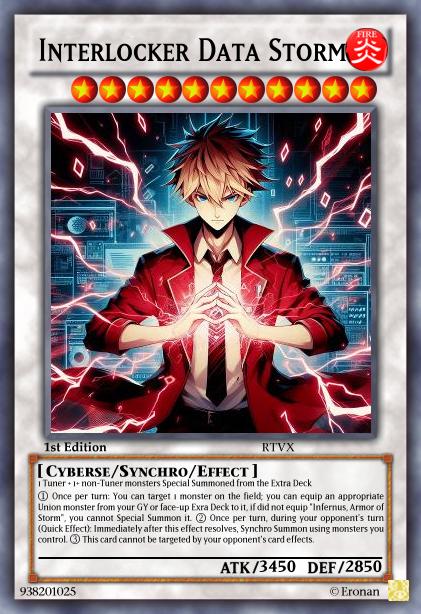 INTERLOCKER DATA STORM
FIRE
炎
1st Edition
RTVX
[ CYBERSE/SYNCHRO/EFFECT ]
1 Tuner + 1+ non-Tuner monsters Special Summoned from the Extra Deck
① Once per turn: You can target 1 monster on the field; you can equip an appropriate
Union monster from your GY or face-up Exra Deck to it, if did not equip "Infernus, Armor
of Storm", you cannot Special Summon it. ② Once per turn, during your opponent's turn
(Quick Effect): Immediately after this effect resolves, Synchro Summon using monsters you
control. ③ This card cannot be targeted by your opponent's card effects.
ATK/3450 DEF/2850
938201025
© Eronan